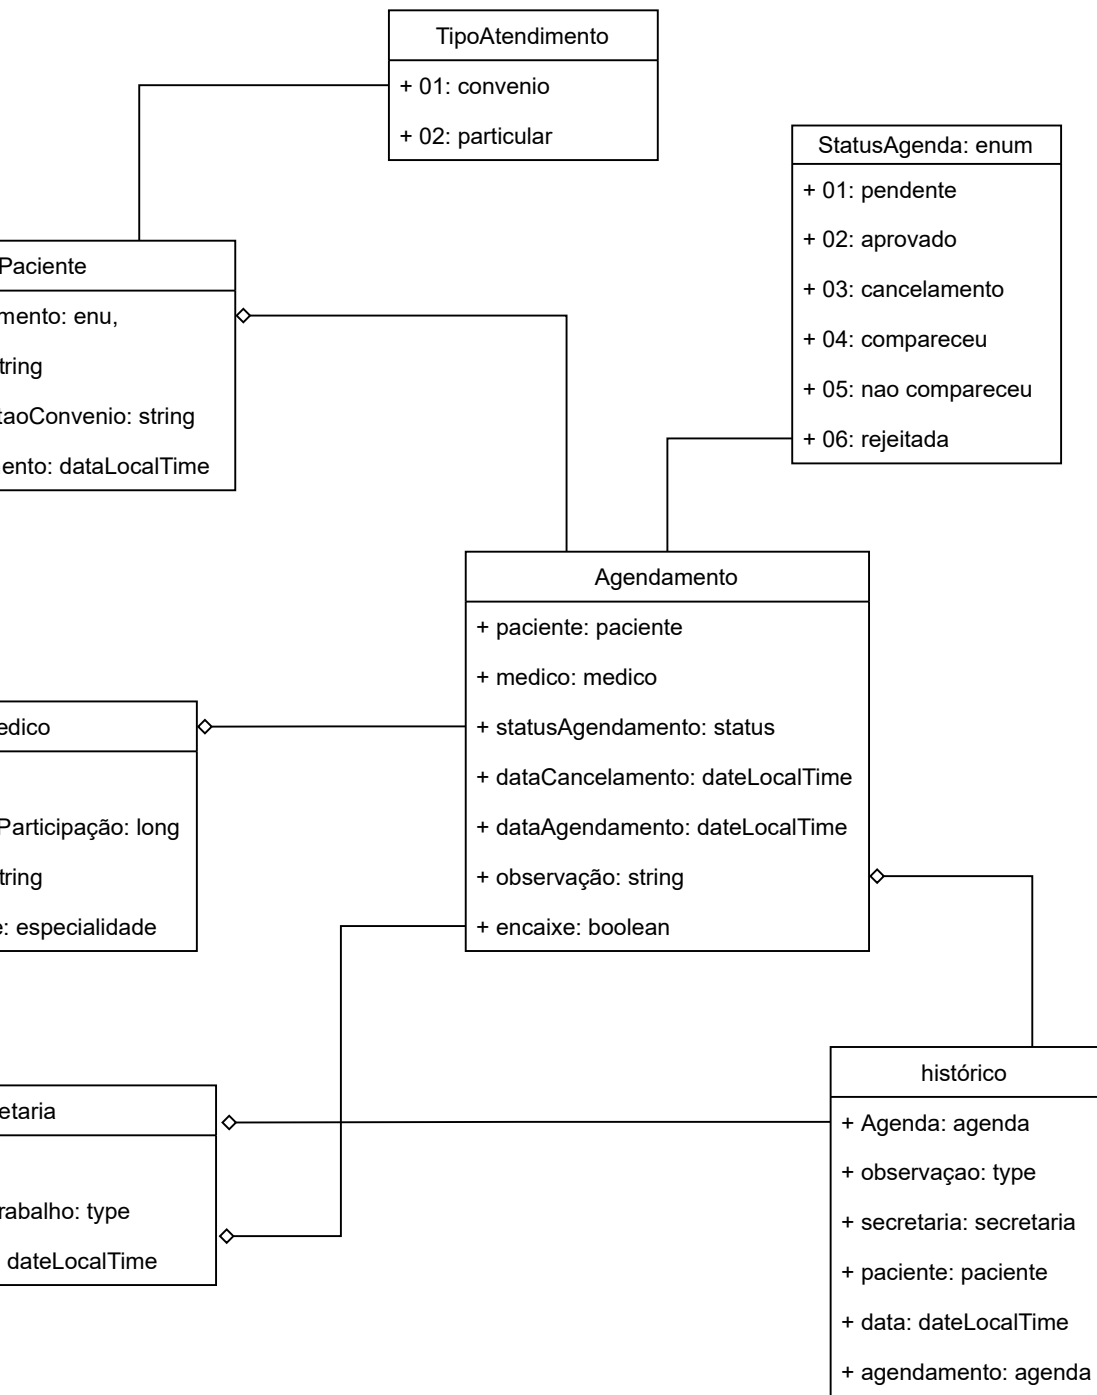 TipoAtendimento
+ 01: convenio
+ 02: particular
StatusAgenda: enum
+ 01: pendente
+ 02: aprovado
+ 03: cancelamento
+ 04: compareceu
+ 05: nao compareceu
+ 06: rejeitada
Paciente
mento: enu,
tring
taoConvenio: string
ento: dataLocalTime
Agendamento
+ paciente: paciente
+ medico: medico
+ statusAgendamento: status
+ dataCancelamento: dateLocalTime
+ dataAgendamento: dateLocalTime
+ observação: string
+ encaixe: boolean
edico
Participação: long
tring
e: especialidade
etaria
rabalho: type
dateLocalTime
histórico
+ Agenda: agenda
+ observaçao: type
+ secretaria: secretaria
+ paciente: paciente
+ data: dateLocalTime
+ agendamento: agenda